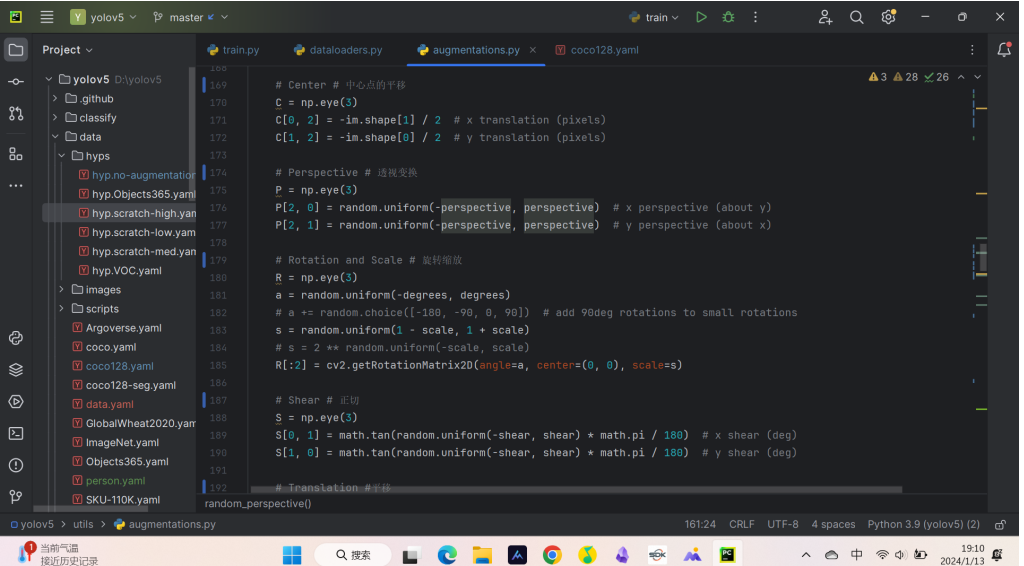 Y yolov5 master train
Project
train.py dataloaders.py augmentations.py coco128.yaml
yolov5 D:\yolov5
.github
classify
data
hyps
hyp.no-augmentation
hyp.Objects365.yaml
hyp.scratch-high.yam
hyp.scratch-low.yam
hyp.scratch-med.yam
hyp.VOC.yaml
images
scripts
Argoverse.yaml
coco.yaml
coco128.yaml
coco128-seg.yaml
data.yaml
GlobalWheat2020.yam
ImageNet.yaml
Objects365.yaml
person.yaml
SKU-110K.yaml
3 28 26
168
169 # Center # 中心点的平移
170 C = np.eye(3)
171 C[0, 2] = -im.shape[1] / 2 # x translation (pixels)
172 C[1, 2] = -im.shape[0] / 2 # y translation (pixels)
173
174 # Perspective # 透视变换
175 P = np.eye(3)
176 P[2, 0] = random.uniform(-perspective, perspective) # x perspective (about y)
177 P[2, 1] = random.uniform(-perspective, perspective) # y perspective (about x)
178
179 # Rotation and Scale # 旋转缩放
180 R = np.eye(3)
181 a = random.uniform(-degrees, degrees)
182 # a += random.choice([-180, -90, 0, 90]) # add 90deg rotations to small rotations
183 s = random.uniform(1 - scale, 1 + scale)
184 # s = 2 ** random.uniform(-scale, scale)
185 R[:2] = cv2.getRotationMatrix2D(angle=a, center=(0, 0), scale=s)
186
187 # Shear # 正切
188 S = np.eye(3)
189 S[0, 1] = math.tan(random.uniform(-shear, shear) * math.pi / 180) # x shear (deg)
190 S[1, 0] = math.tan(random.uniform(-shear, shear) * math.pi / 180) # y shear (deg)
191
192 # Translation #平移
random_perspective()
yolov5 > utils > augmentations.py 161:24 CRLF UTF-8 4 spaces Python 3.9 (yolov5) (2)
1 当前气温
接近历史记录
搜索
中
19:10
2024/1/13